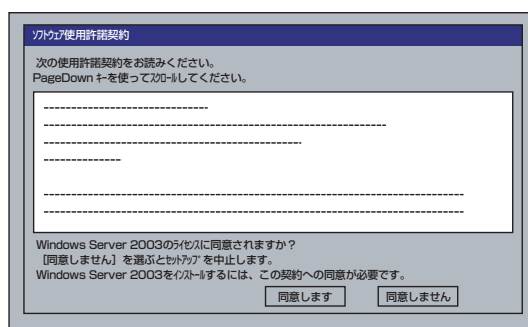 ソフトウェア使用許諾契約
次の使用許諾契約をお読みください。
PageDown キーを使ってスクロールしてください。
Windows Server 2003のライセンスに同意されますか?
[同意しません] を選ぶとセットアップを中止します。
Windows Server 2003をインストールするには、この契約への同意が必要です。
同意します 同意しません